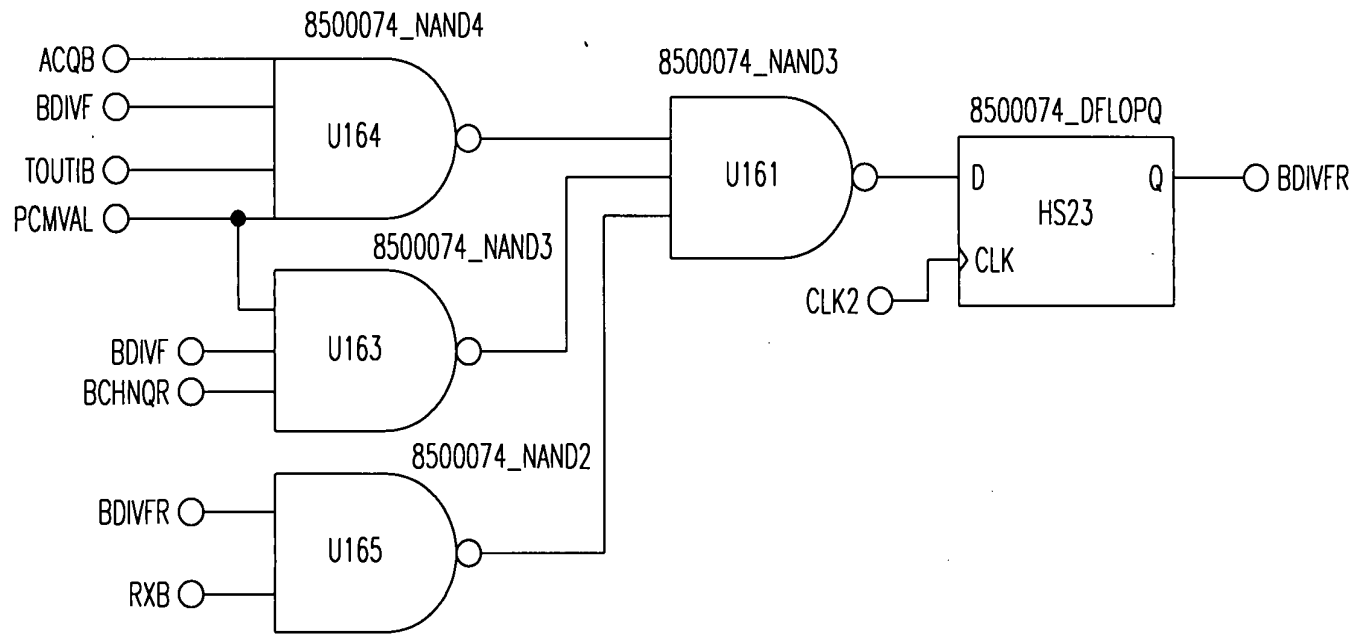 8500074_NAND4
ACQB
BDIVF
TOUTIB
PCMVAL
U164
8500074_NAND3
U161
8500074_DFLOPQ
D
Q
HS23
CLK
BDIVFR
CLK2
8500074_NAND3
BDIVF
BCHNQR
U163
8500074_NAND2
BDIVFR
RXB
U165